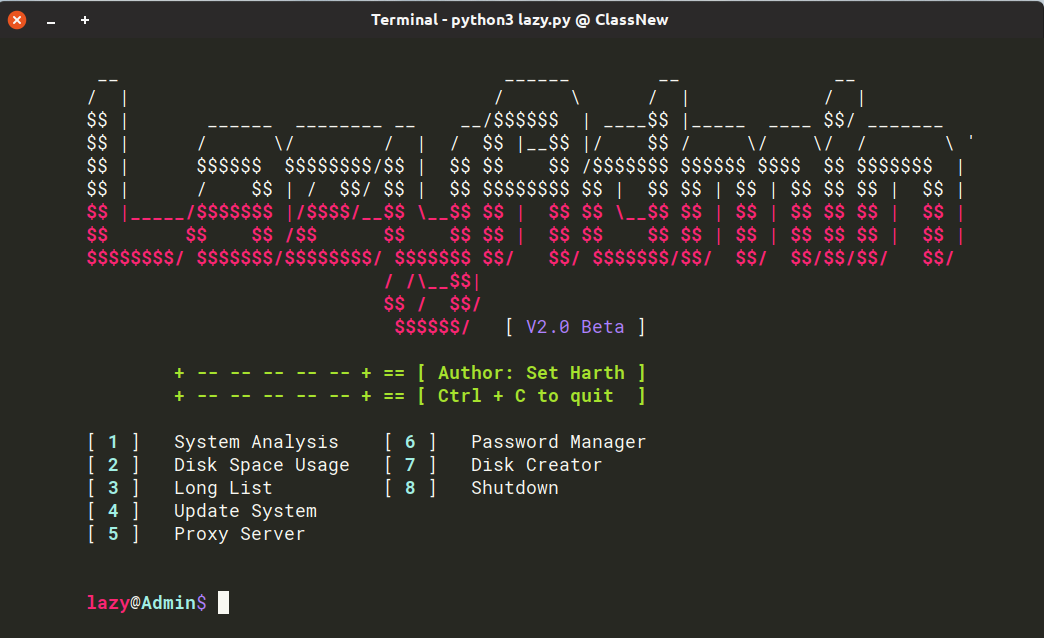 Terminal - python3 lazy.py @ ClassNew
LazyAdmin
[ V2.0 Beta ]
+ -- -- -- -- -- + == [ Author: Set Harth ]
+ -- -- -- -- -- + == [ Ctrl + C to quit  ]
[ 1 ]   System Analysis    [ 6 ]   Password Manager
[ 2 ]   Disk Space Usage   [ 7 ]   Disk Creator
[ 3 ]   Long List          [ 8 ]   Shutdown
[ 4 ]   Update System
[ 5 ]   Proxy Server
lazy@Admin$